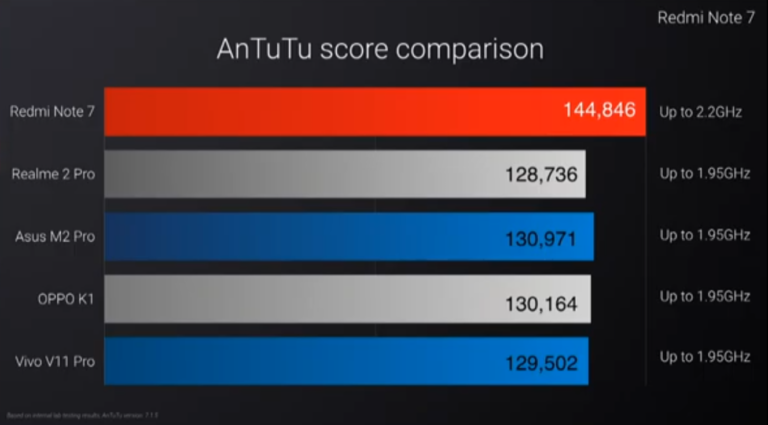 Redmi Note 7
AnTuTu score comparison
Redmi Note 7 144,846 Up to 2.2GHz
Realme 2 Pro 128,736 Up to 1.95GHz
Asus M2 Pro 130,971 Up to 1.95GHz
OPPO K1 130,164 Up to 1.95GHz
Vivo V11 Pro 129,502 Up to 1.95GHz
Based on internal lab testing results, AnTuTu version